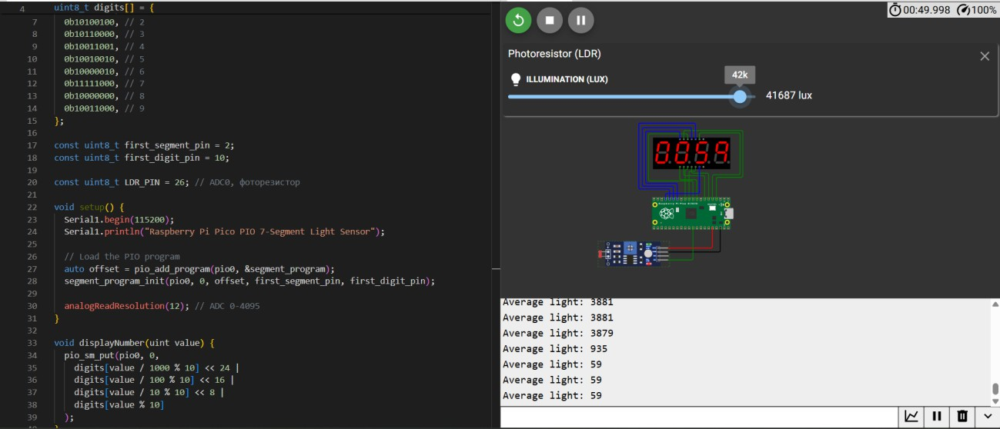 4 uint8_t digits[] = {
7 0b10100100, // 2
8 0b10110000, // 3
9 0b10011001, // 4
10 0b10010010, // 5
11 0b10000010, // 6
12 0b11111000, // 7
13 0b10000000, // 8
14 0b10011000, // 9
15 };
16
17 const uint8_t first_segment_pin = 2;
18 const uint8_t first_digit_pin = 10;
19
20 const uint8_t LDR_PIN = 26; // ADC0, фоторезистор
21
22 void setup() {
23 Serial1.begin(115200);
24 Serial1.println("Raspberry Pi Pico PIO 7-Segment Light Sensor");
25
26 // Load the PIO program
27 auto offset = pio_add_program(pio0, &segment_program);
28 segment_program_init(pio0, 0, offset, first_segment_pin, first_digit_pin);
29
30 analogReadResolution(12); // ADC 0-4095
31 }
32
33 void displayNumber(uint value) {
34 pio_sm_put(pio0, 0,
35 digits[value / 1000 % 10] << 24 |
36 digits[value / 100 % 10] << 16 |
37 digits[value / 10 % 10] << 8 |
38 digits[value % 10]
39 );
00:49.998 100%
Photoresistor (LDR)
ILLUMINATION (LUX)
42k
41687 lux
0059
Average light: 3881
Average light: 3881
Average light: 3879
Average light: 935
Average light: 59
Average light: 59
Average light: 59